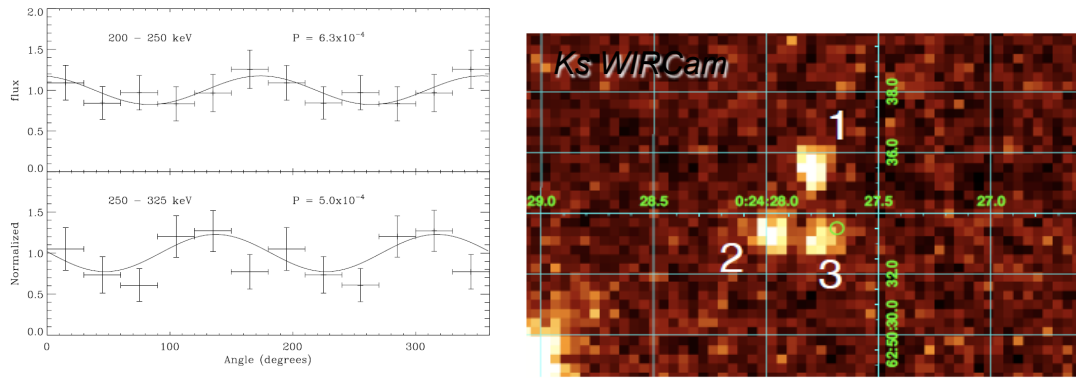 2.0
200 - 250 keV P = 6.3x10⁻⁴
1.5
flux
1.0
0.5
0.0
250 - 325 keV P = 5.0x10⁻⁴
1.5
Normalized
1.0
0.5
0.0
0 100 200 300
Angle (degrees)
Ks WIRCam
38.0
1
36.0
29.0 28.5 0:24:28.0 27.5 27.0
2 3
32.0
62:50:30.0